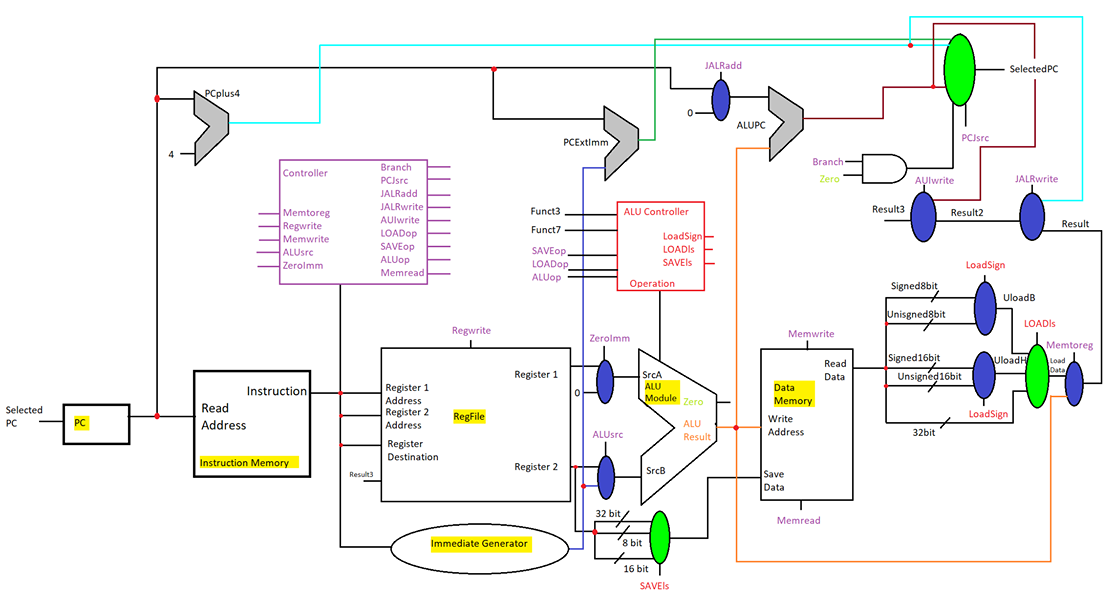 JALRadd
SelectedPC
PCplus4
0
ALUPC
4
PCExtImm
PCJsrc
Branch
Zero
Controller
Branch
PCJsrc
JALRadd
JALRwrite
AUIwrite
LOADop
SAVEop
ALUop
Memread
Memtoreg
Regwrite
Memwrite
ALUsrc
ZeroImm
Funct3
Funct7
SAVEop
LOADop
ALUop
ALU Controller
LoadSign
LOADls
SAVEls
Operation
AUIwrite
JALRwrite
Result3
Result2
Result
LoadSign
Signed8bit
UloadB
Unisgned8bit
LOADls
Signed16bit
UloadH
Unsigned16bit
Load
Data
Memtoreg
LoadSign
32bit
Regwrite
ZeroImm
Memwrite
Register 1
0
SrcA
ALU
Module
Zero
ALU
Result
SrcB
Read
Data
Data
Memory
Write
Address
Save
Data
Memread
Selected
PC
PC
Instruction
Read
Address
Instruction Memory
Register 1
Address
Register 2
Address
RegFile
Register
Destination
Result3
Register 2
ALUsrc
Immediate Generator
32 bit
8 bit
16 bit
SAVEls